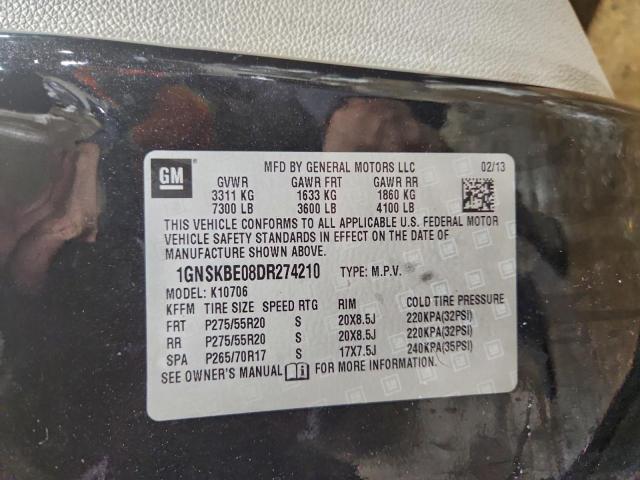 MFD BY GENERAL MOTORS LLC 02/13
GM
GVWR GAWR FRT GAWR RR
3311 KG 1633 KG 1860 KG
7300 LB 3600 LB 4100 LB
THIS VEHICLE CONFORMS TO ALL APPLICABLE U.S. FEDERAL MOTOR
VEHICLE SAFETY STANDARDS IN EFFECT ON THE DATE OF
MANUFACTURE SHOWN ABOVE.
1GNSKBE08DR274210 TYPE: M.P.V.
MODEL: K10706
KFFM TIRE SIZE SPEED RTG RIM COLD TIRE PRESSURE
FRT P275/55R20 S 20X8.5J 220KPA(32PSI)
RR P275/55R20 S 20X8.5J 220KPA(32PSI)
SPA P265/70R17 S 17X7.5J 240KPA(35PSI)
SEE OWNER'S MANUAL FOR MORE INFORMATION.